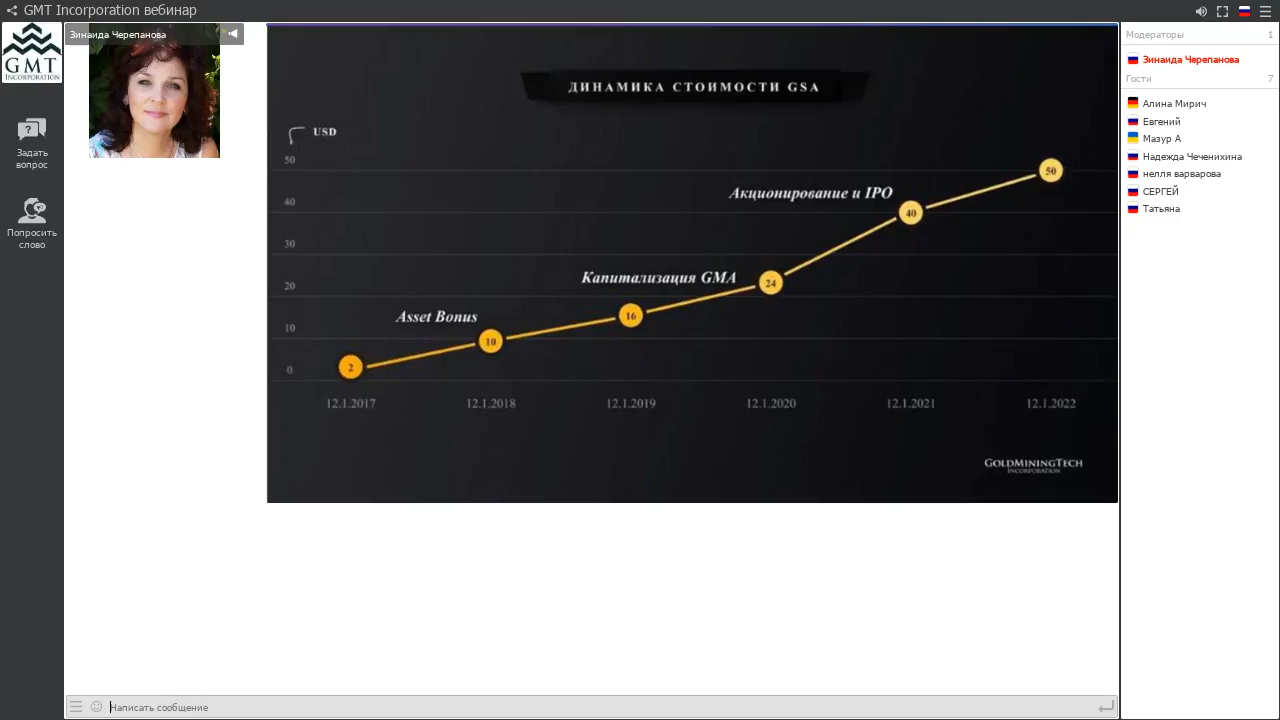 GMT Incorporation вебинар
GMT
INCORPORATION
Задать
вопрос
Попросить
слово
Зинаида Черепанова
ДИНАМИКА СТОИМОСТИ GSA
USD
50
40
30
20
10
0
Asset Bonus
Капитализация GMA
Акционирование и IPO
2
10
16
24
40
50
12.1.2017
12.1.2018
12.1.2019
12.1.2020
12.1.2021
12.1.2022
GOLDMININGTECH
INCORPORATION
Написать сообщение
Модераторы 1
Зинаида Черепанова
Гости 7
Алина Мирич
Евгений
Мазур А
Надежда Чеченихина
нелля варварова
СЕРГЕЙ
Татьяна